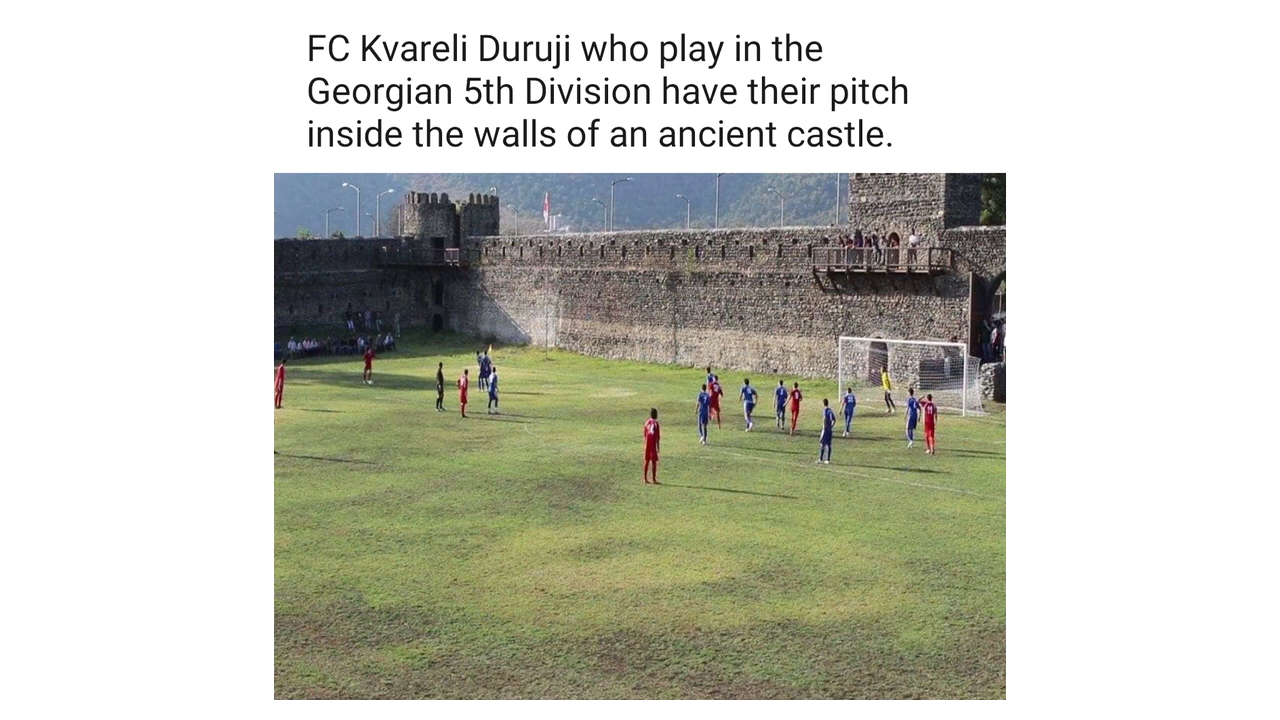 FC Kvareli Duruji who play in the
Georgian 5th Division have their pitch
inside the walls of an ancient castle.